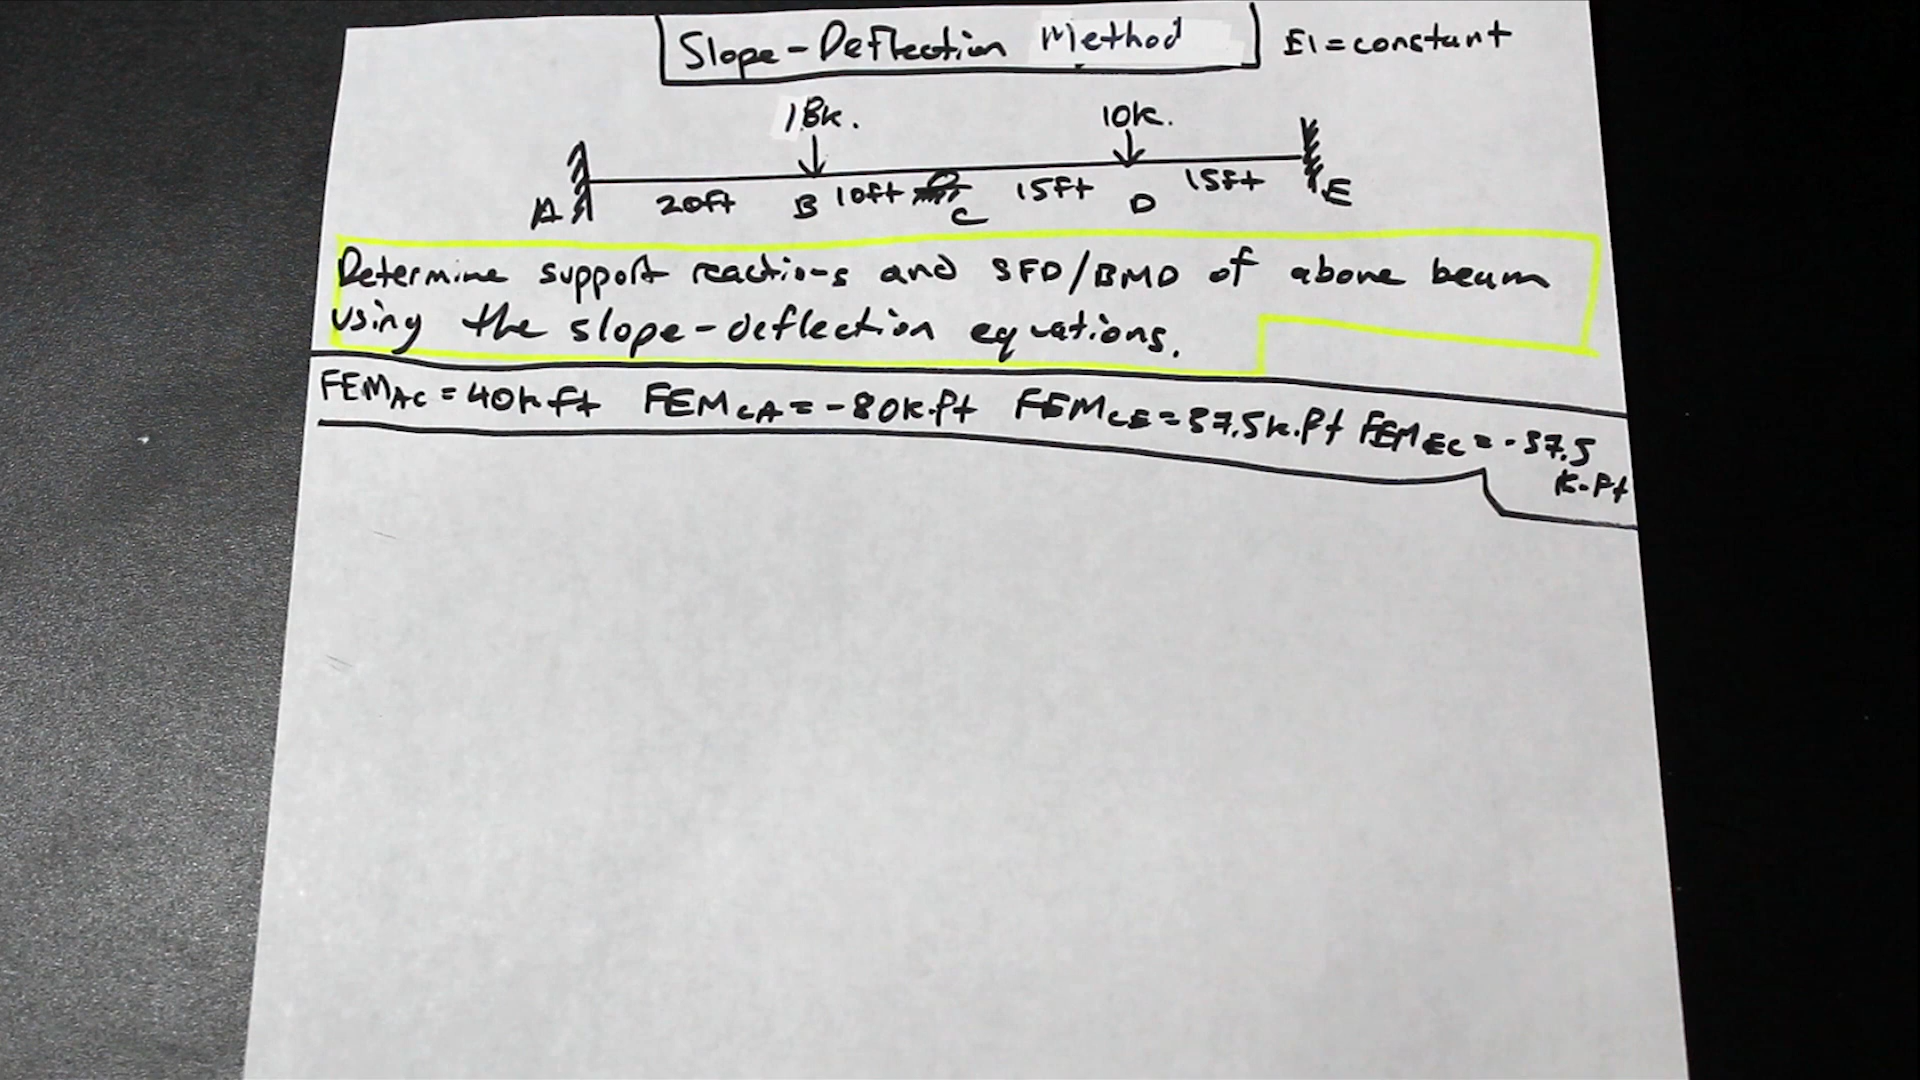 Slope-Deflection Method EI=constant
18k. 10k.
A 20ft B 10ft C 15ft D 15ft E
Determine support reactions and SFD/BMD of above beam
using the slope-deflection equations.
FEMAC = 40k.ft FEMCA = -80k.ft FEMCE = 37.5k.ft FEMEC = -37.5
k.ft